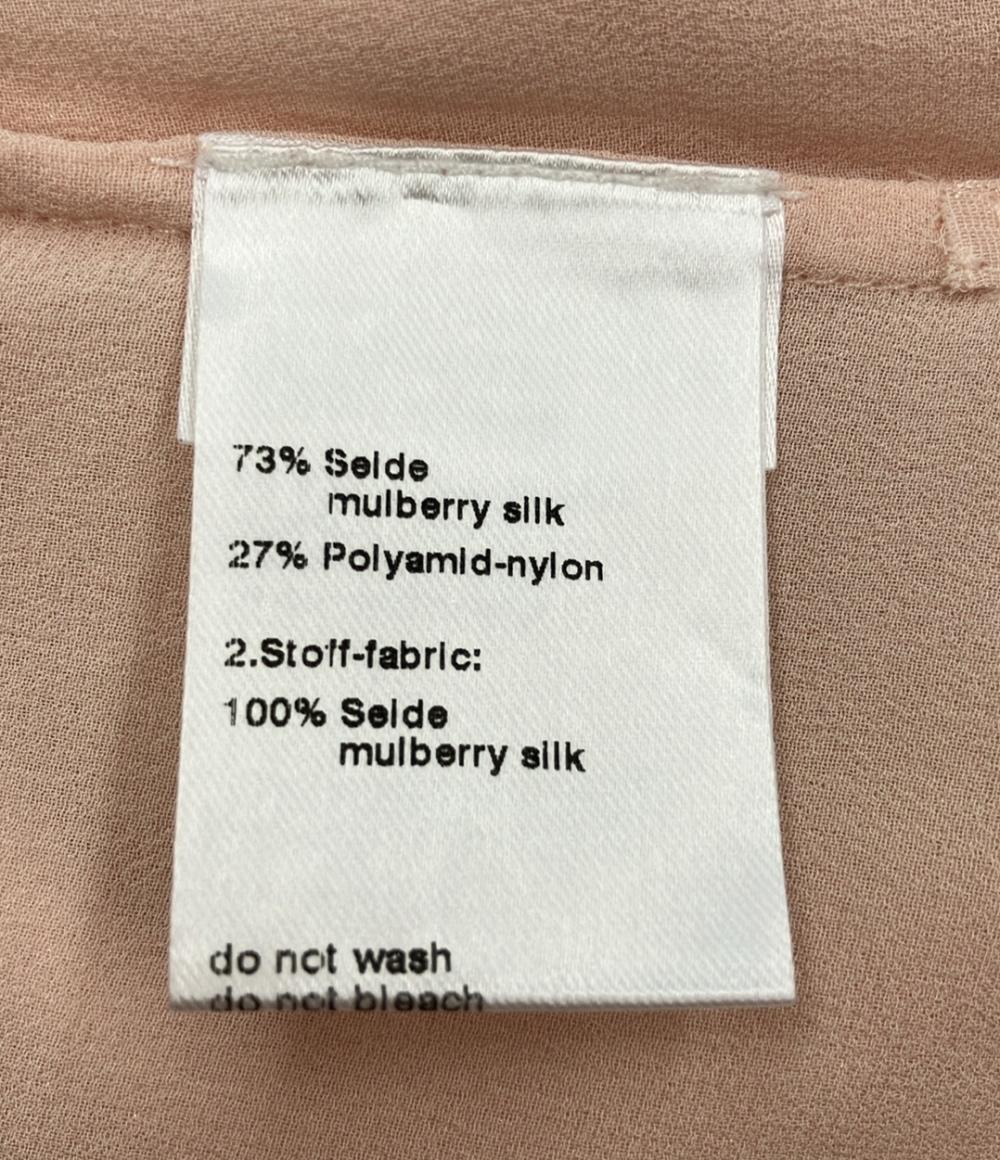 73% Seide
mulberry silk
27% Polyamid-nylon
2.Stoff-fabric:
100% Seide
mulberry silk
do not wash
do not bleach